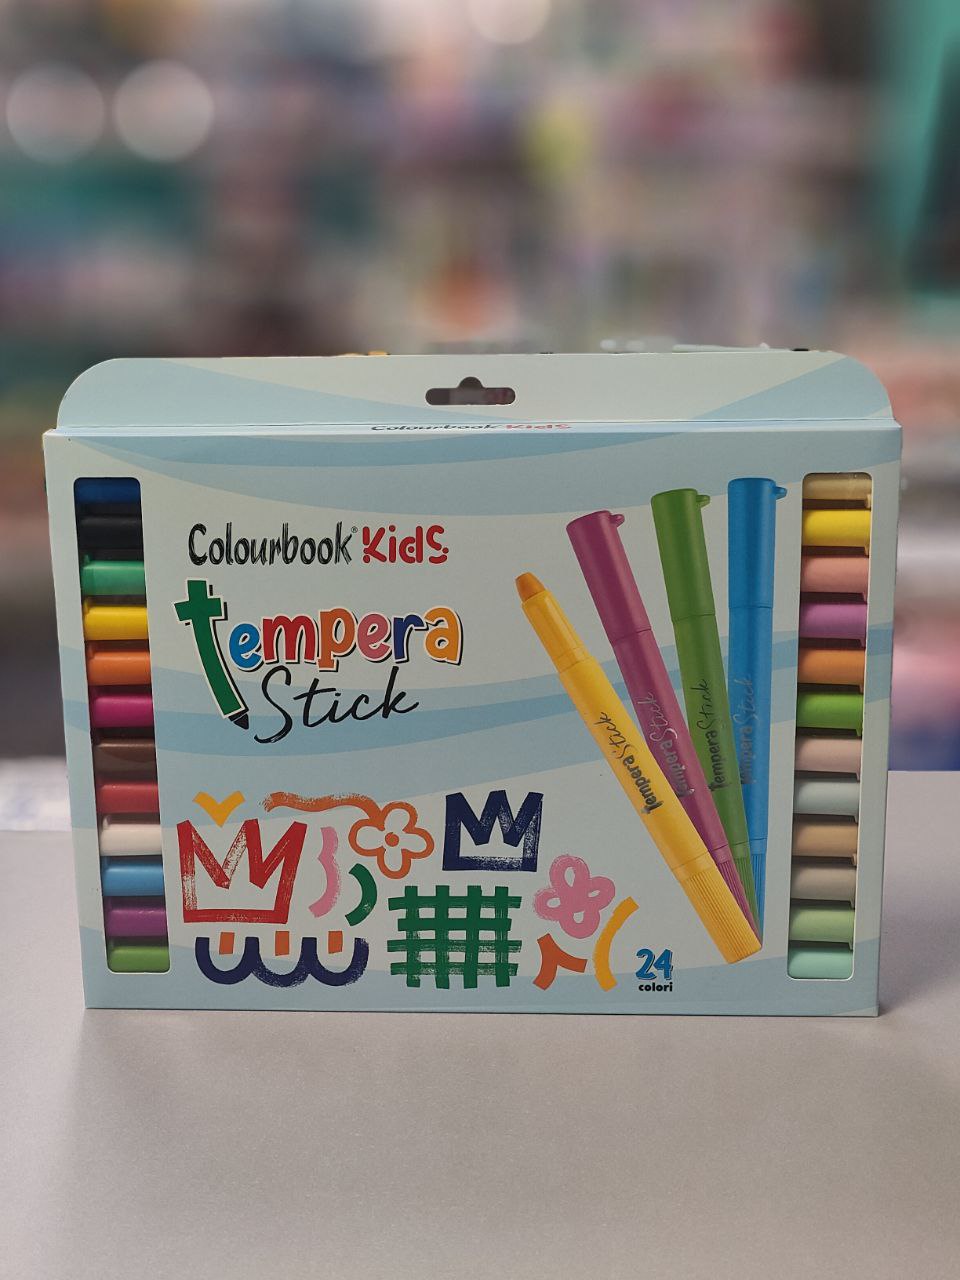 Colourbook Kids
Colourbook® Kids
tempera
Stick
tempera Stick
tempera Stick
tempera Stick
tempera Stick
24
colori